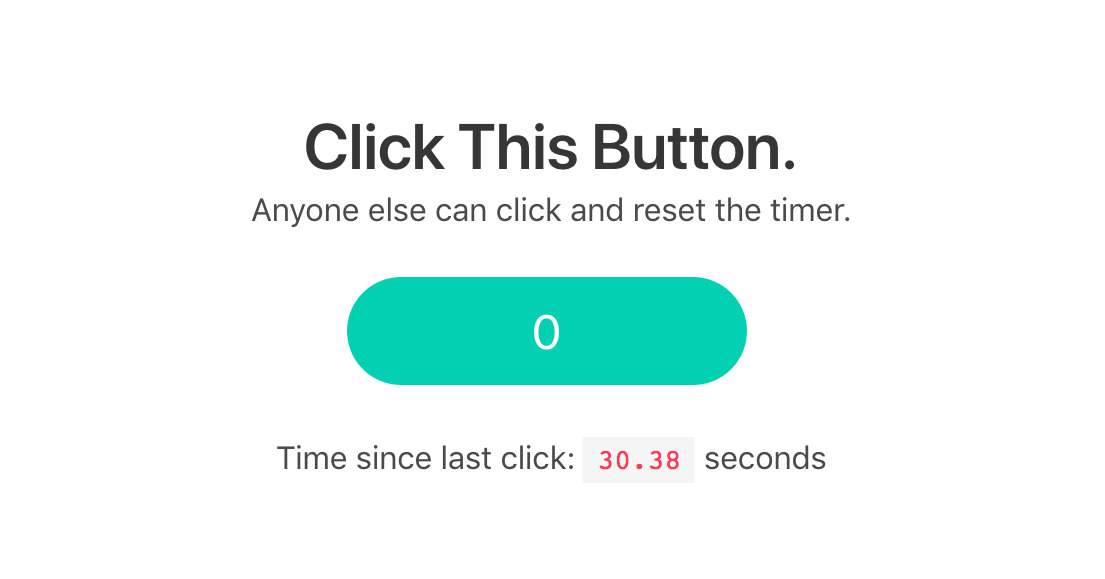 Click This Button.
Anyone else can click and reset the timer.
0
Time since last click: 30.38 seconds